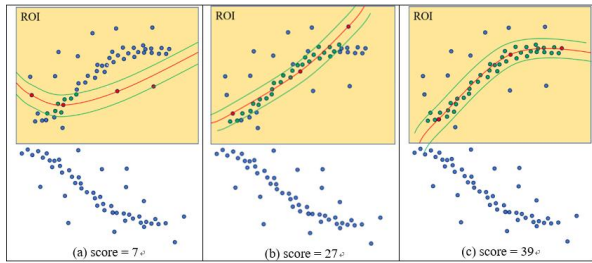 ROI
ROI
ROI
(a) score = 7
(b) score = 27
(c) score = 39